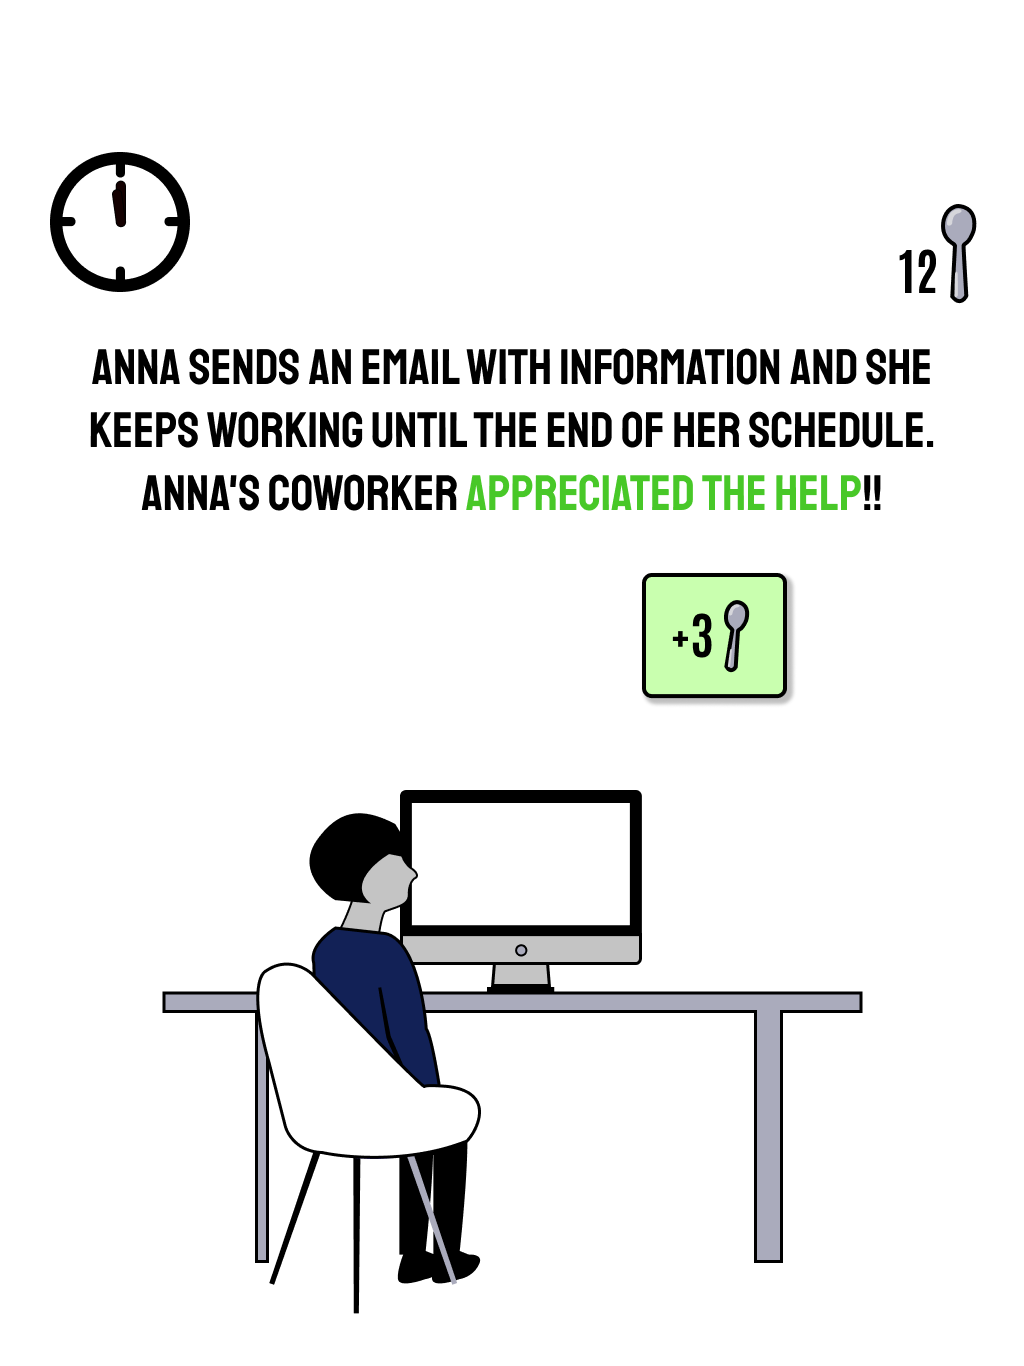 12
ANNA SENDS AN EMAIL WITH INFORMATION AND SHE
KEEPS WORKING UNTIL THE END OF HER SCHEDULE.
ANNA'S COWORKER APPRECIATED THE HELP!!
+3